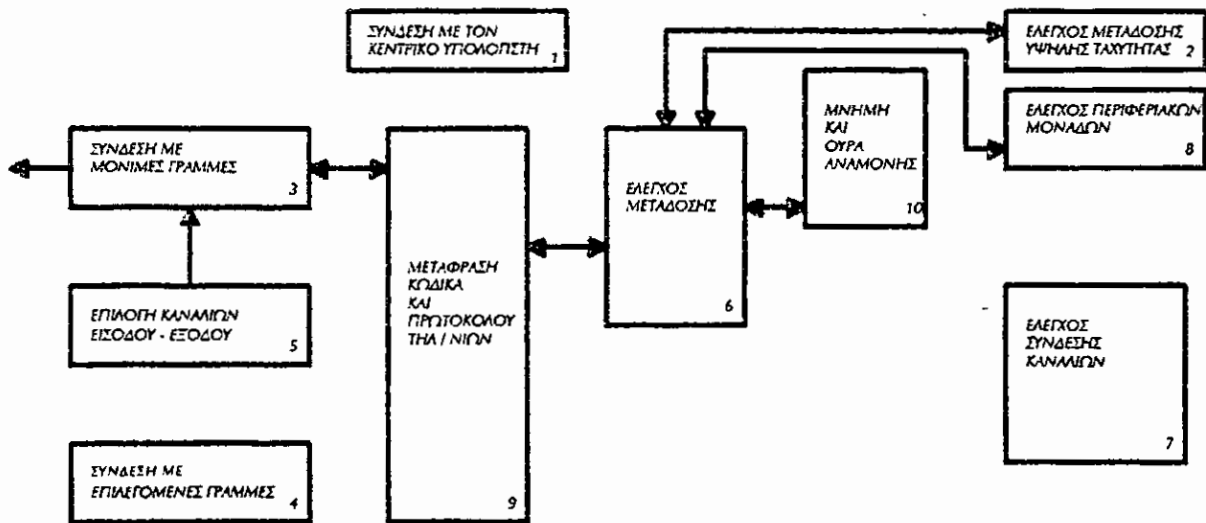 ΣΥΝΔΕΣΗ ΜΕ ΤΟΝ
ΚΕΝΤΡΙΚΟ ΥΠΟΛΟΓΙΣΤΗ
1
ΕΛΕΓΧΟΣ ΜΕΤΑΔΟΣΗΣ
ΥΨΗΛΗΣ ΤΑΧΥΤΗΤΑΣ
2
ΣΥΝΔΕΣΗ ΜΕ
ΜΟΝΙΜΕΣ ΓΡΑΜΜΕΣ
3
ΜΝΗΜΗ
ΚΑΙ
ΟΥΡΑ
ΑΝΑΜΟΝΗΣ
10
ΕΛΕΓΧΟΣ ΠΕΡΙΦΕΡΙΑΚΩΝ
ΜΟΝΑΔΩΝ
8
ΕΛΕΓΧΟΣ
ΜΕΤΑΔΟΣΗΣ
6
ΜΕΤΑΦΡΑΣΗ
ΚΩΔΙΚΑ
ΚΑΙ
ΠΡΩΤΟΚΟΛΟΥ
ΤΗΛ / ΝΙΩΝ
9
ΕΠΙΛΟΓΗ ΚΑΝΑΛΙΩΝ
ΕΙΣΟΔΟΥ - ΕΞΟΔΟΥ
5
ΕΛΕΓΧΟΣ
ΣΥΝΔΕΣΗΣ
ΚΑΝΑΛΙΩΝ
7
ΣΥΝΔΕΣΗ ΜΕ
ΕΠΙΛΕΓΟΜΕΝΕΣ ΓΡΑΜΜΕΣ
4